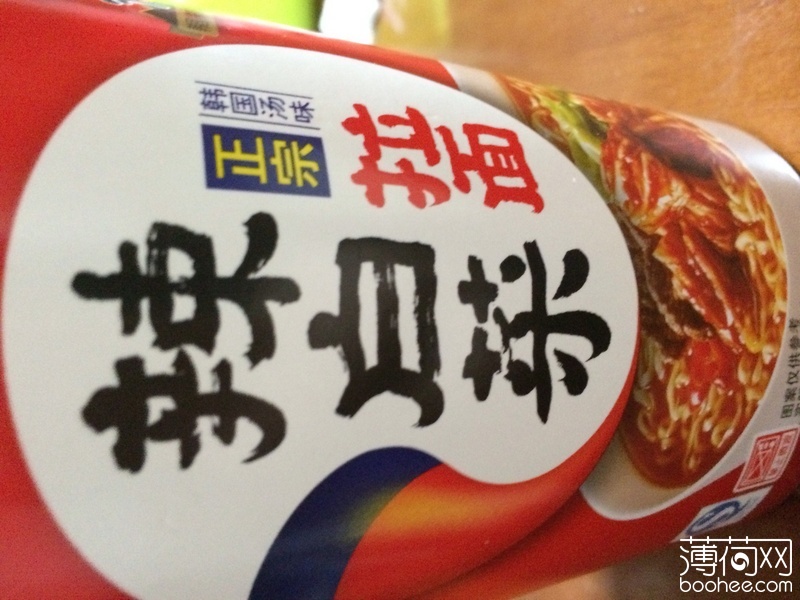 韩国汤味
正宗
拉面
辣白菜
图案仅供参考
薄荷网
boohee.com